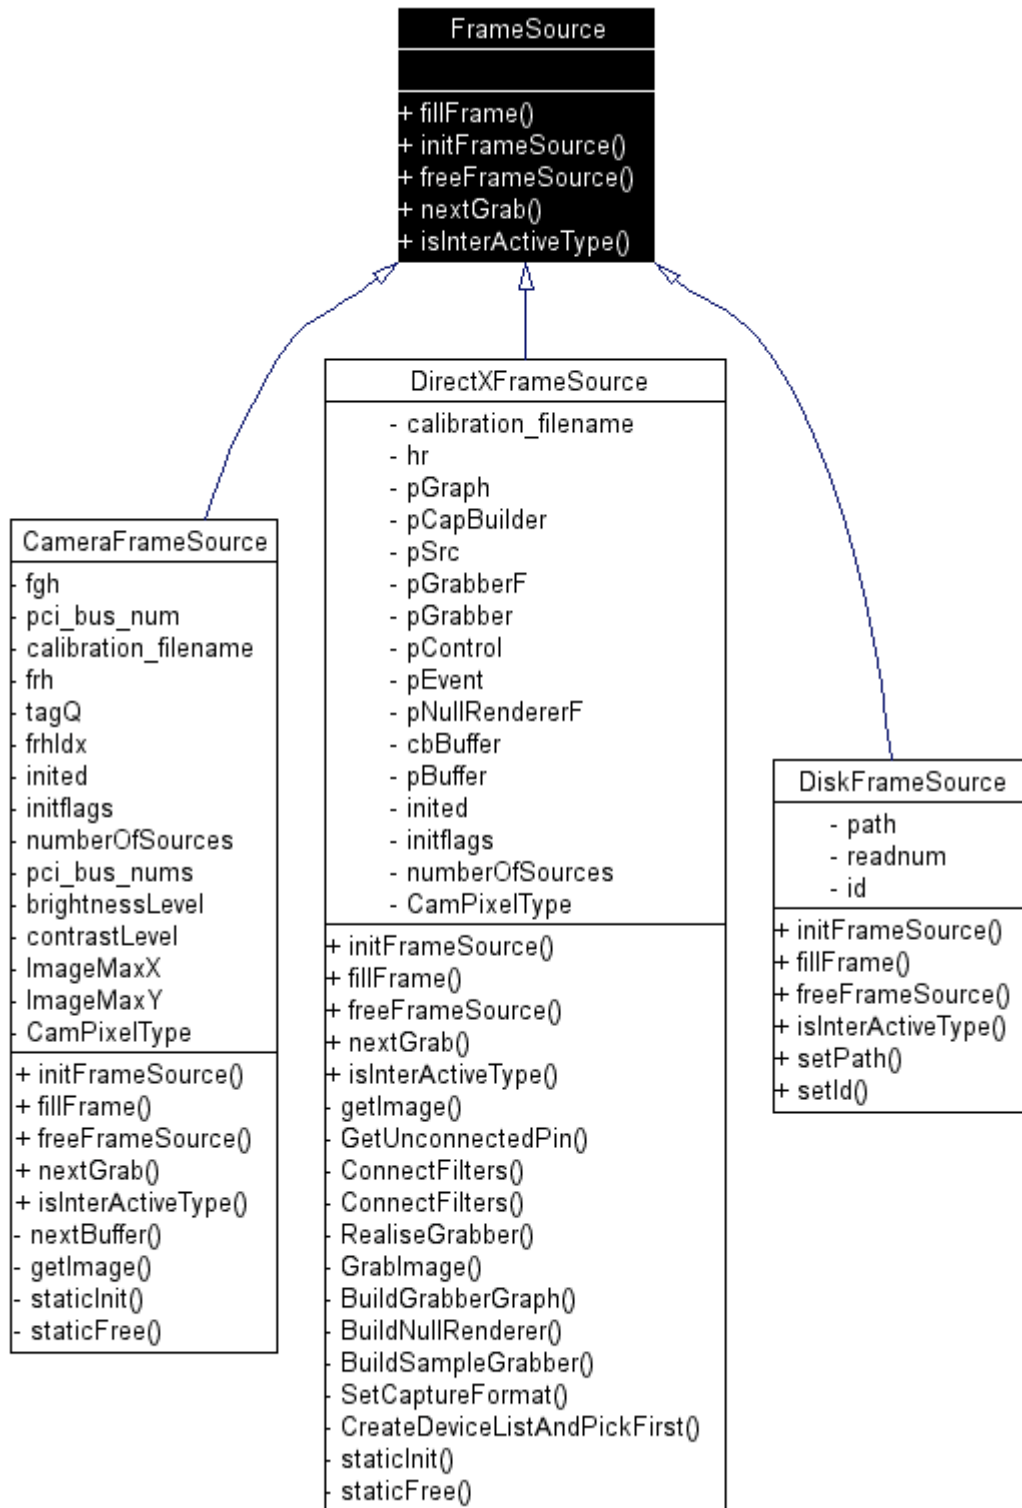 FrameSource
+ fillFrame()
+ initFrameSource()
+ freeFrameSource()
+ nextGrab()
+ isInterActiveType()
DirectXFrameSource
- calibration_filename
- hr
- pGraph
- pCapBuilder
- pSrc
- pGrabberF
- pGrabber
- pControl
- pEvent
- pNullRendererF
- cbBuffer
- pBuffer
- inited
- initflags
- numberOfSources
- CamPixelType
+ initFrameSource()
+ fillFrame()
+ freeFrameSource()
+ nextGrab()
+ isInterActiveType()
- getImage()
- GetUnconnectedPin()
- ConnectFilters()
- ConnectFilters()
- RealiseGrabber()
- GrabImage()
- BuildGrabberGraph()
- BuildNullRenderer()
- BuildSampleGrabber()
- SetCaptureFormat()
- CreateDeviceListAndPickFirst()
- staticInit()
- staticFree()
CameraFrameSource
- fgh
- pci_bus_num
- calibration_filename
- frh
- tagQ
- frhIdx
- inited
- initflags
- numberOfSources
- pci_bus_nums
- brightnessLevel
- contrastLevel
- ImageMaxX
- ImageMaxY
- CamPixelType
+ initFrameSource()
+ fillFrame()
+ freeFrameSource()
+ nextGrab()
+ isInterActiveType()
- nextBuffer()
- getImage()
- staticInit()
- staticFree()
DiskFrameSource
- path
- readnum
- id
+ initFrameSource()
+ fillFrame()
+ freeFrameSource()
+ isInterActiveType()
+ setPath()
+ setId()